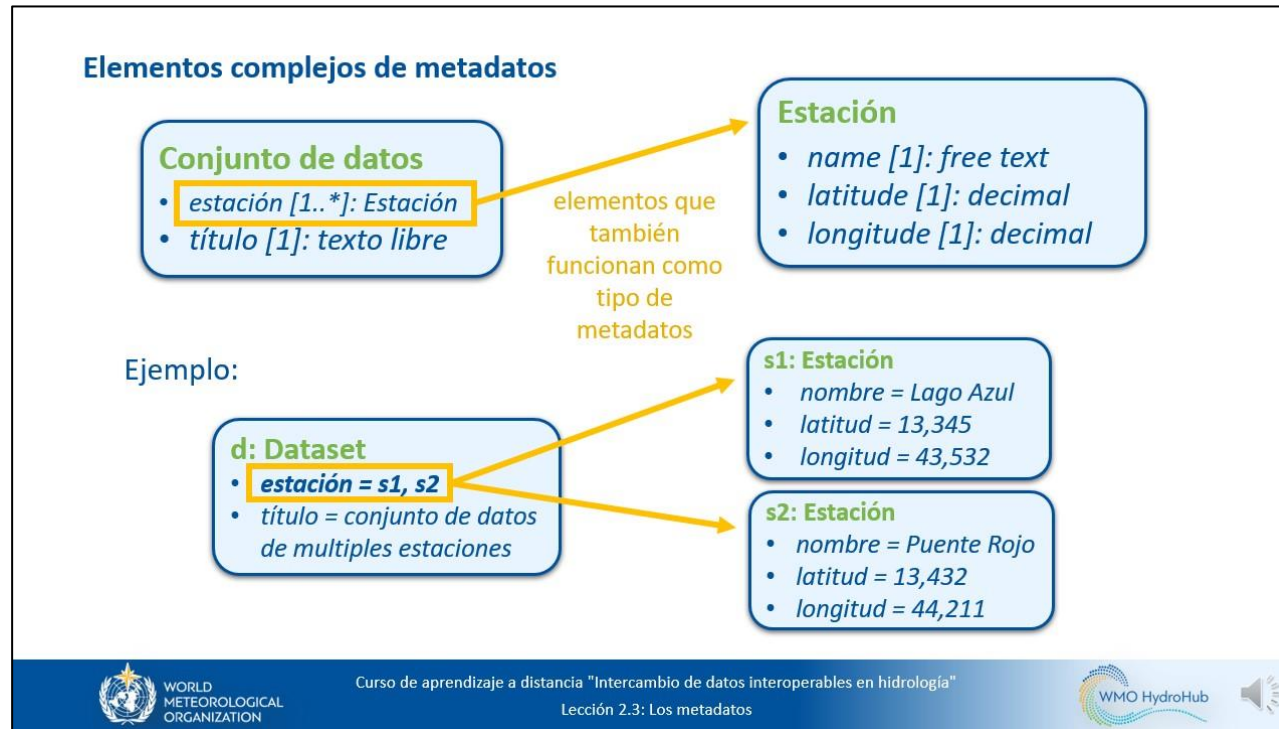 Elementos complejos de metadatos
Conjunto de datos
• estación [1..*]: Estación
• título [1]: texto libre
elementos que
también
funcionan como
tipo de
metadatos
Estación
• name [1]: free text
• latitude [1]: decimal
• longitude [1]: decimal
Ejemplo:
d: Dataset
• estación = s1, s2
• título = conjunto de datos
de multiples estaciones
s1: Estación
• nombre = Lago Azul
• latitud = 13,345
• longitud = 43,532
s2: Estación
• nombre = Puente Rojo
• latitud = 13,432
• longitud = 44,211
WORLD
METEOROLOGICAL
ORGANIZATION
Curso de aprendizaje a distancia "Intercambio de datos interoperables en hidrología"
Lección 2.3: Los metadatos
WMO HydroHub